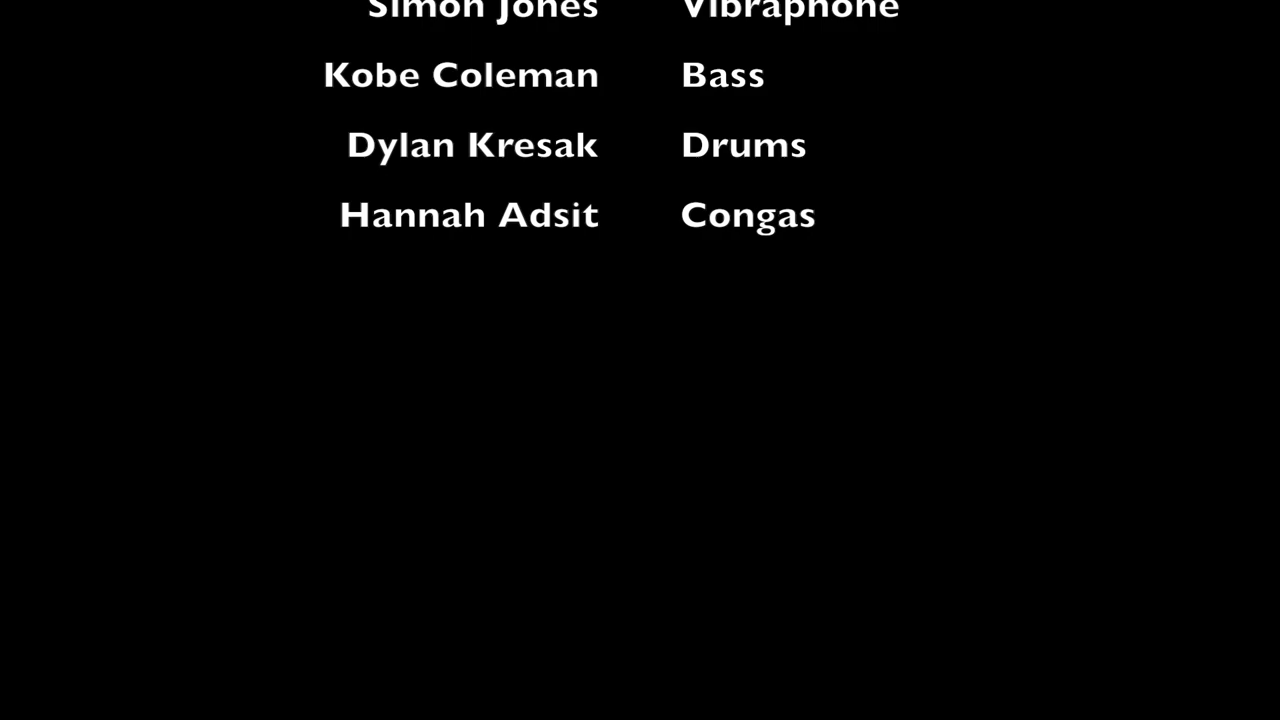 Simon Jones Vibraphone
Kobe Coleman Bass
Dylan Kresak Drums
Hannah Adsit Congas